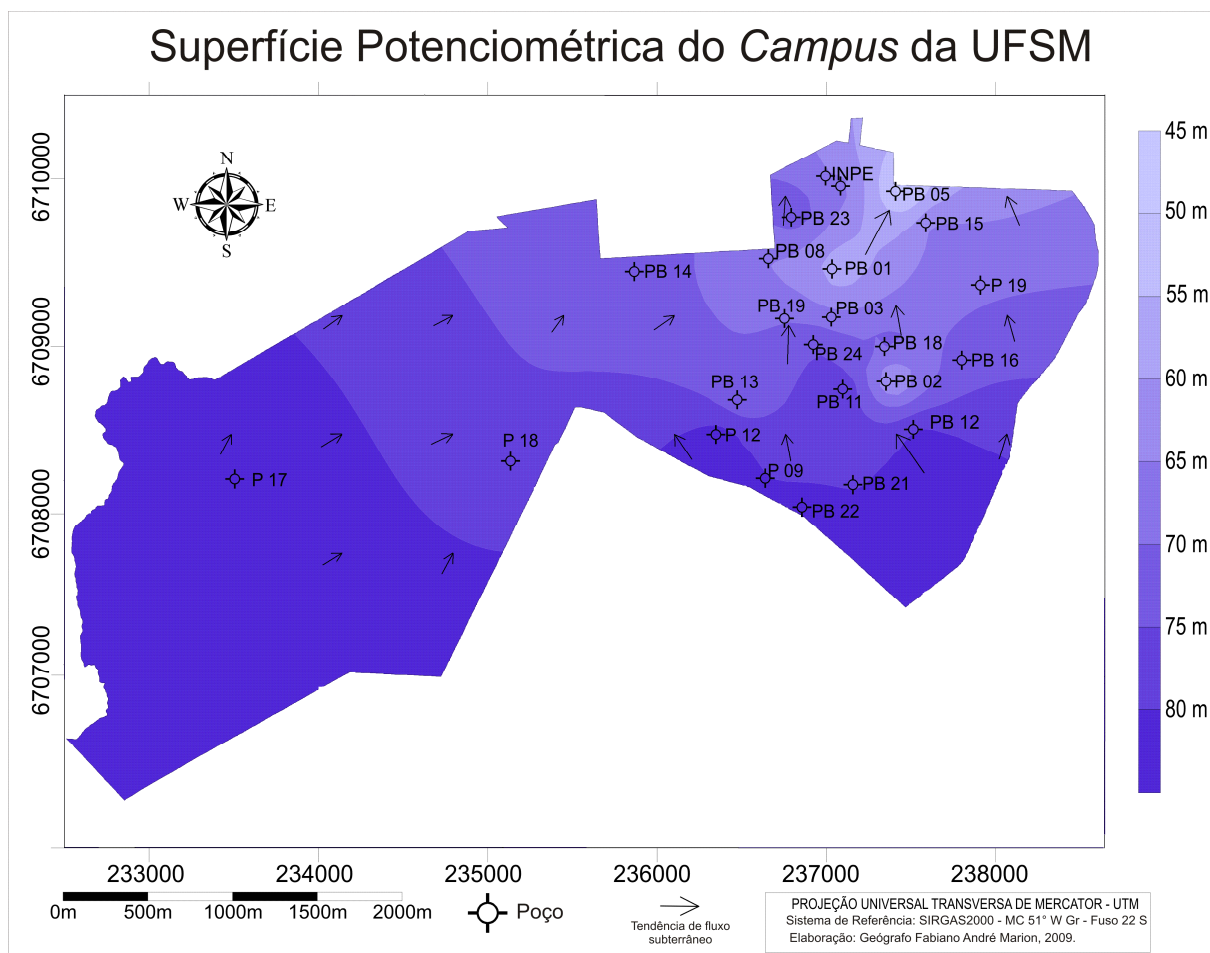 Superfície Potenciométrica do Campus da UFSM
45 m
50 m
55 m
60 m
65 m
70 m
75 m
80 m
6710000
6709000
6708000
6707000
N
W
E
S
INPE
PB 05
PB 23
PB 15
PB 08
PB 01
PB 14
P 19
PB 19
PB 03
PB 18
PB 24
PB 16
PB 13
PB 02
PB 11
P 12
PB 12
P 18
P 17
P 09
PB 21
PB 22
233000
234000
235000
236000
237000
238000
0m
500m
1000m
1500m
2000m
Poço
Tendência de fluxo
subterrâneo
PROJEÇÃO UNIVERSAL TRANSVERSA DE MERCATOR - UTM
Sistema de Referência: SIRGAS2000 - MC 51° W Gr - Fuso 22 S
Elaboração: Geógrafo Fabiano André Marion, 2009.